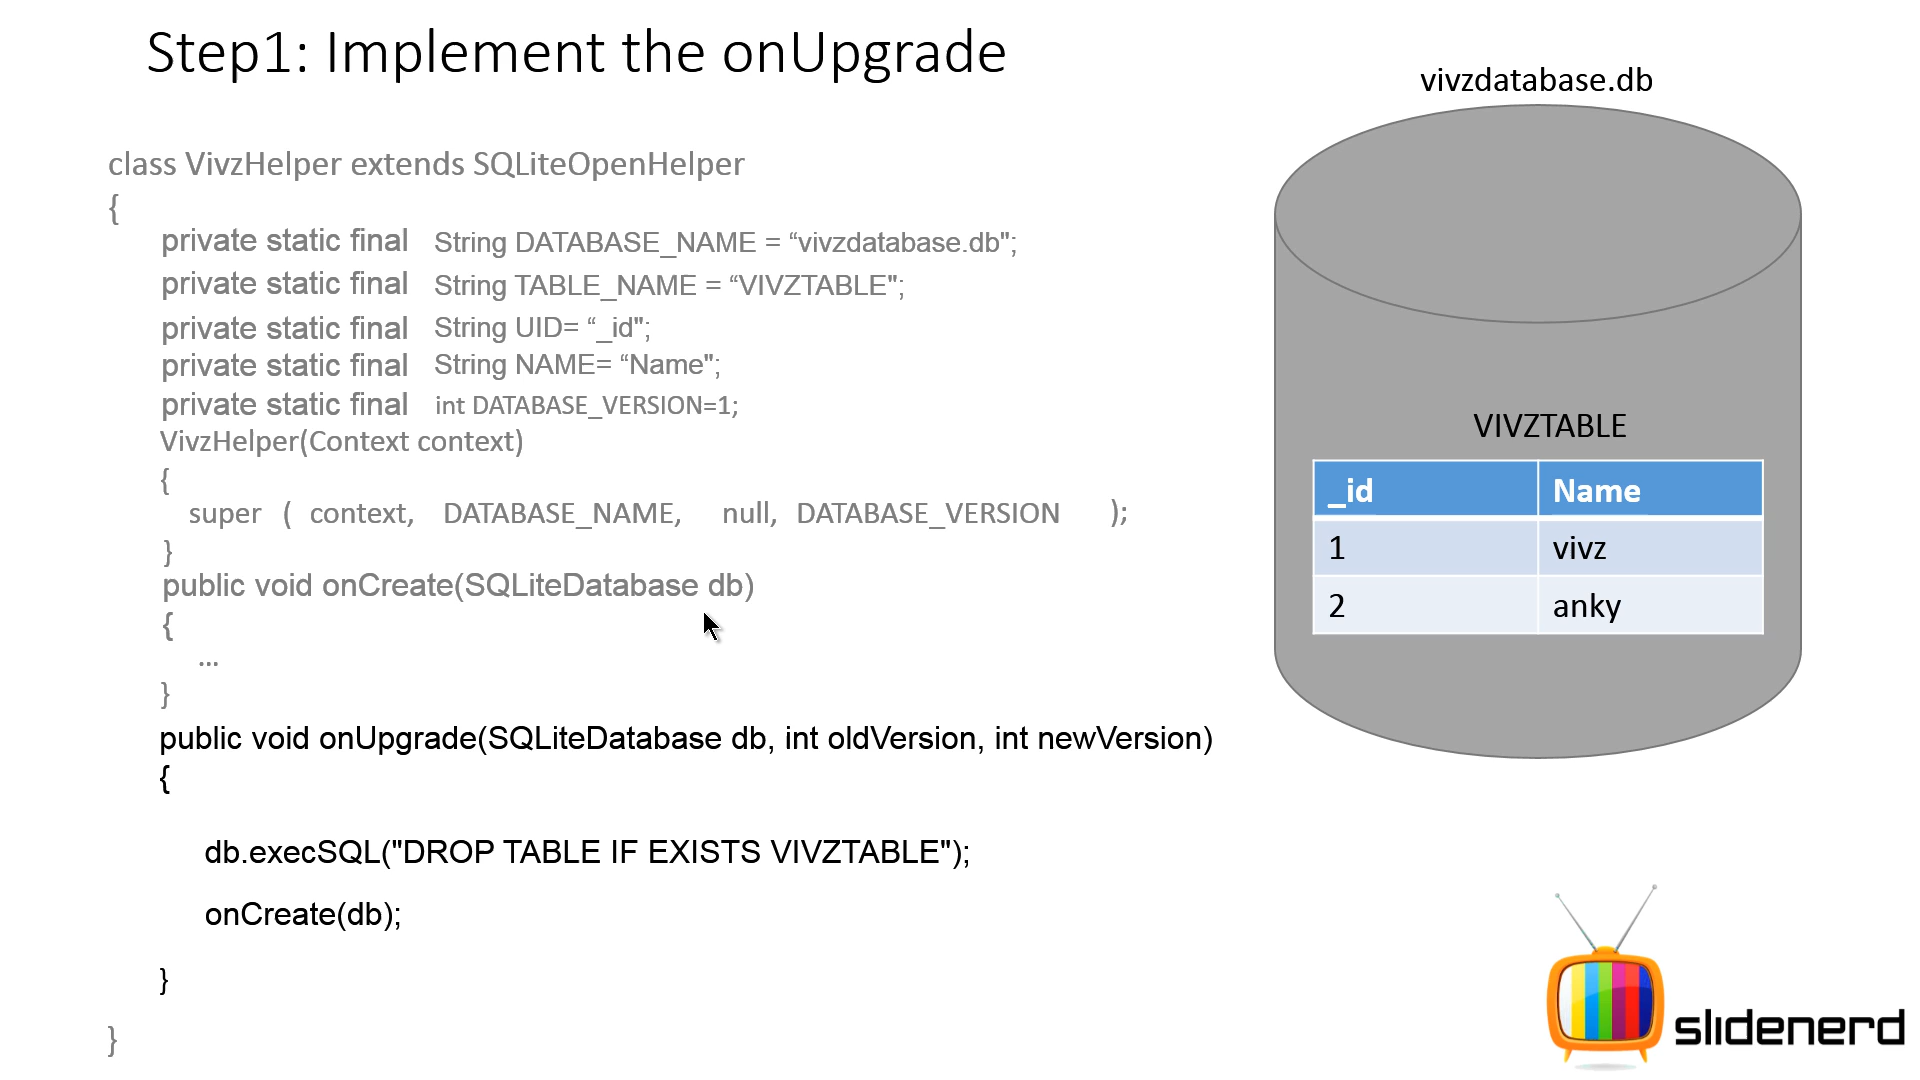 Step1: Implement the onUpgrade
class VivzHelper extends SQLiteOpenHelper
{
private static final String DATABASE_NAME = “vivzdatabase.db";
private static final String TABLE_NAME = “VIVZTABLE";
private static final String UID= “_id";
private static final String NAME= “Name";
private static final int DATABASE_VERSION=1;
VivzHelper(Context context)
{
super ( context, DATABASE_NAME, null, DATABASE_VERSION );
}
public void onCreate(SQLiteDatabase db)
{
...
}
public void onUpgrade(SQLiteDatabase db, int oldVersion, int newVersion)
{
db.execSQL("DROP TABLE IF EXISTS VIVZTABLE");
onCreate(db);
}
}
vivzdatabase.db
VIVZTABLE
_id Name
1 vivz
2 anky
slidenerd